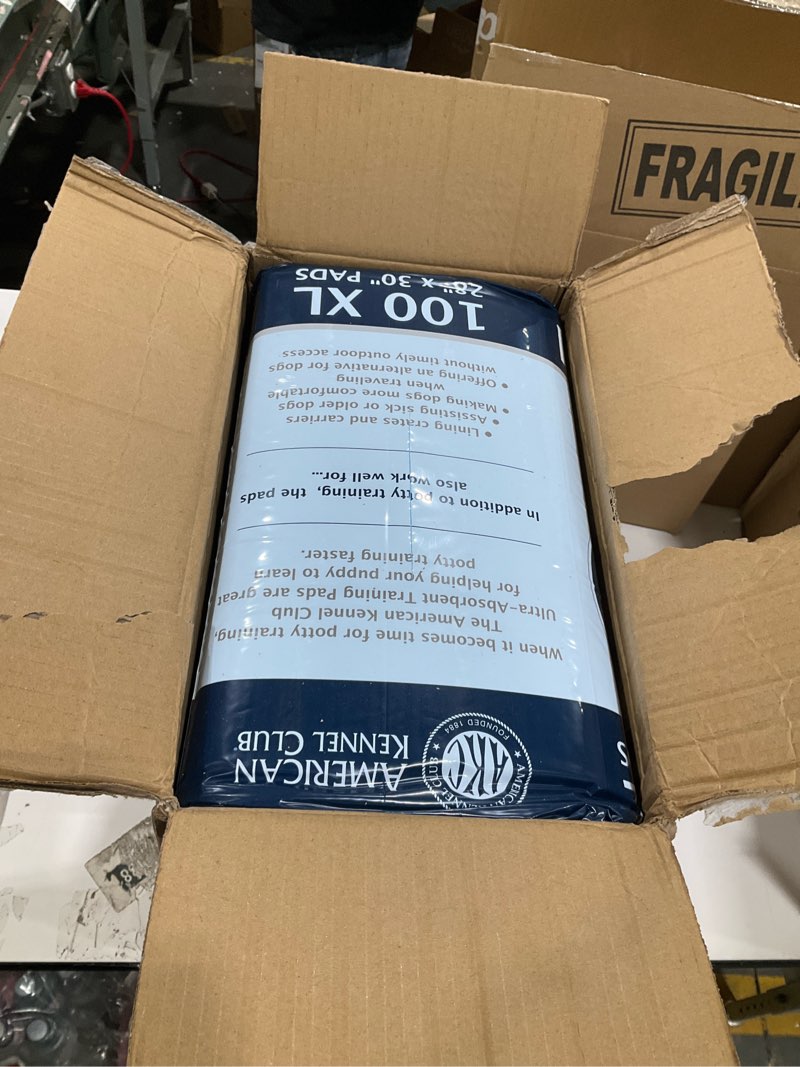 AMERICAN
KENNEL CLUB®
AMERICAN KENNEL CLUB
AKC
FOUNDED 1884
When it becomes time for potty training,
The American Kennel Club
Ultra-Absorbent Training Pads are great
for helping your puppy to learn
potty training faster.
In addition to potty training, the pads
also work well for...
• Lining crates and carriers
• Assisting sick or older dogs
• Making dogs more comfortable
when traveling
• Offering an alternative for dogs
without timely outdoor access
100 XL
28" X 30" PADS
S
FRAGIL